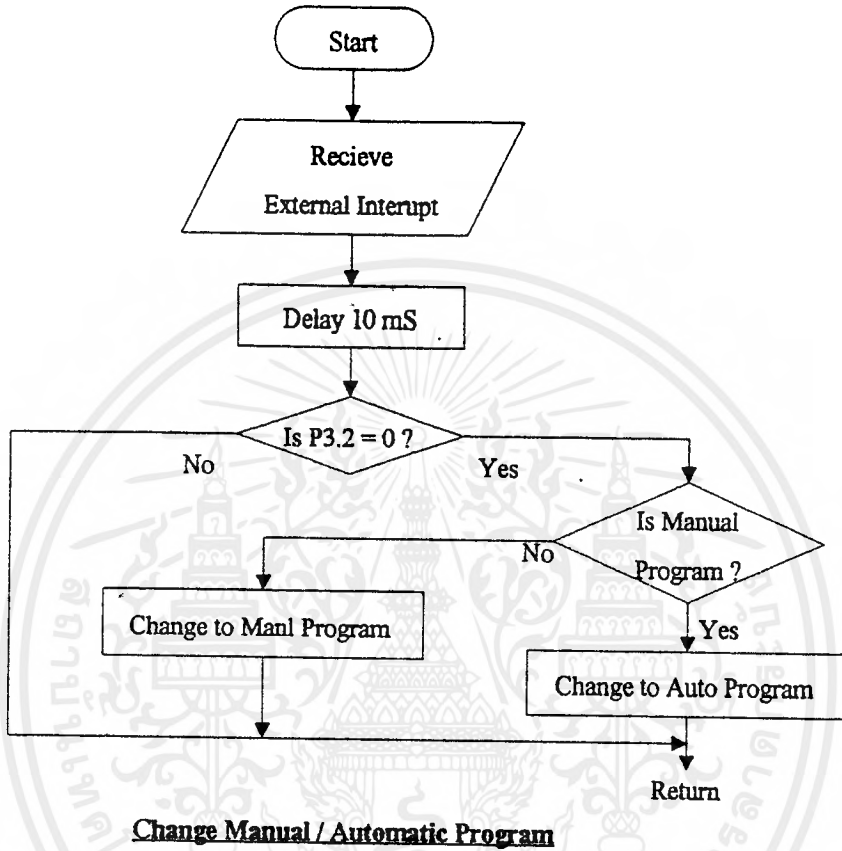 Start
Recieve
External Interupt
Delay 10 mS
Is P3.2 = 0 ?
No
Yes
Is Manual
Program ?
No
Change to Manl Program
Yes
Change to Auto Program
Return
Change Manual / Automatic Program